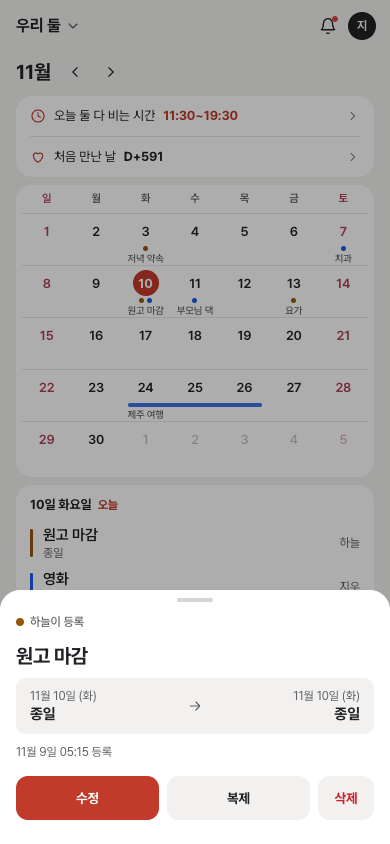 우리 둘
지
11월
오늘 둘 다 비는 시간 11:30~19:30
처음 만난 날 D+591
일 월 화 수 목 금 토
1 2 3 4 5 6 7
저녁 약속 치과
8 9 10 11 12 13 14
원고 마감 부모님 댁 요가
15 16 17 18 19 20 21
22 23 24 25 26 27 28
제주 여행
29 30 1 2 3 4 5
10일 화요일 오늘
원고 마감
종일
하늘
영화
지우
하늘이 등록
원고 마감
11월 10일 (화) 11월 10일 (화)
종일 → 종일
11월 9일 05:15 등록
수정 복제 삭제